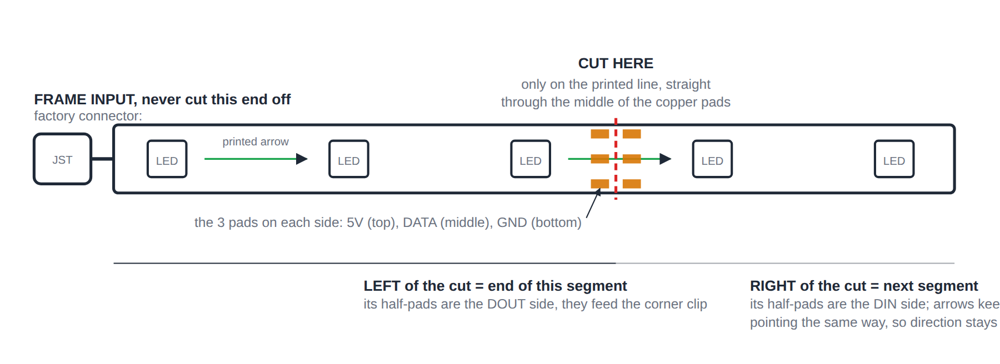 CUT HERE
only on the printed line, straight
through the middle of the copper pads
FRAME INPUT, never cut this end off
factory connector:
JST
LED
printed arrow
LED
LED
LED
LED
the 3 pads on each side: 5V (top), DATA (middle), GND (bottom)
LEFT of the cut = end of this segment
its half-pads are the DOUT side, they feed the corner clip
RIGHT of the cut = next segment
its half-pads are the DIN side; arrows kee
pointing the same way, so direction stays